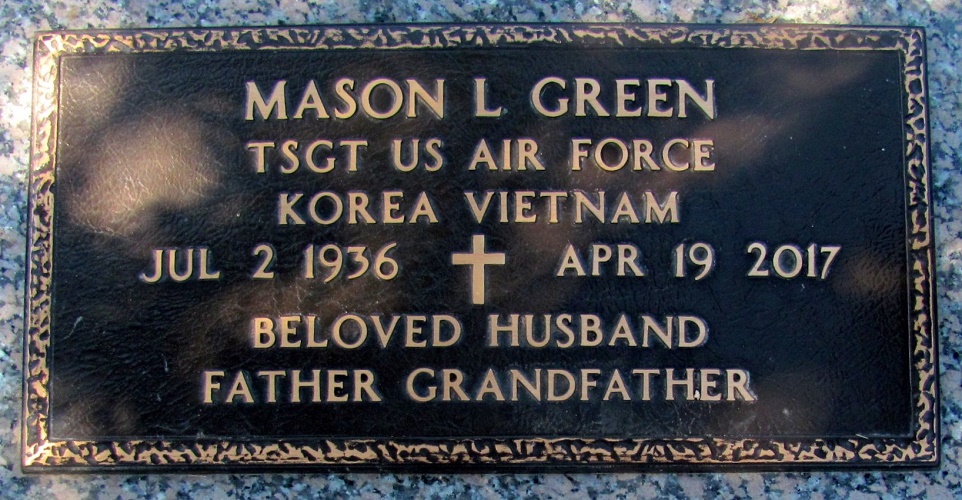 MASON L GREEN
TSGT US AIR FORCE
KOREA VIETNAM
JUL 2 1936 APR 19 2017
BELOVED HUSBAND
FATHER GRANDFATHER